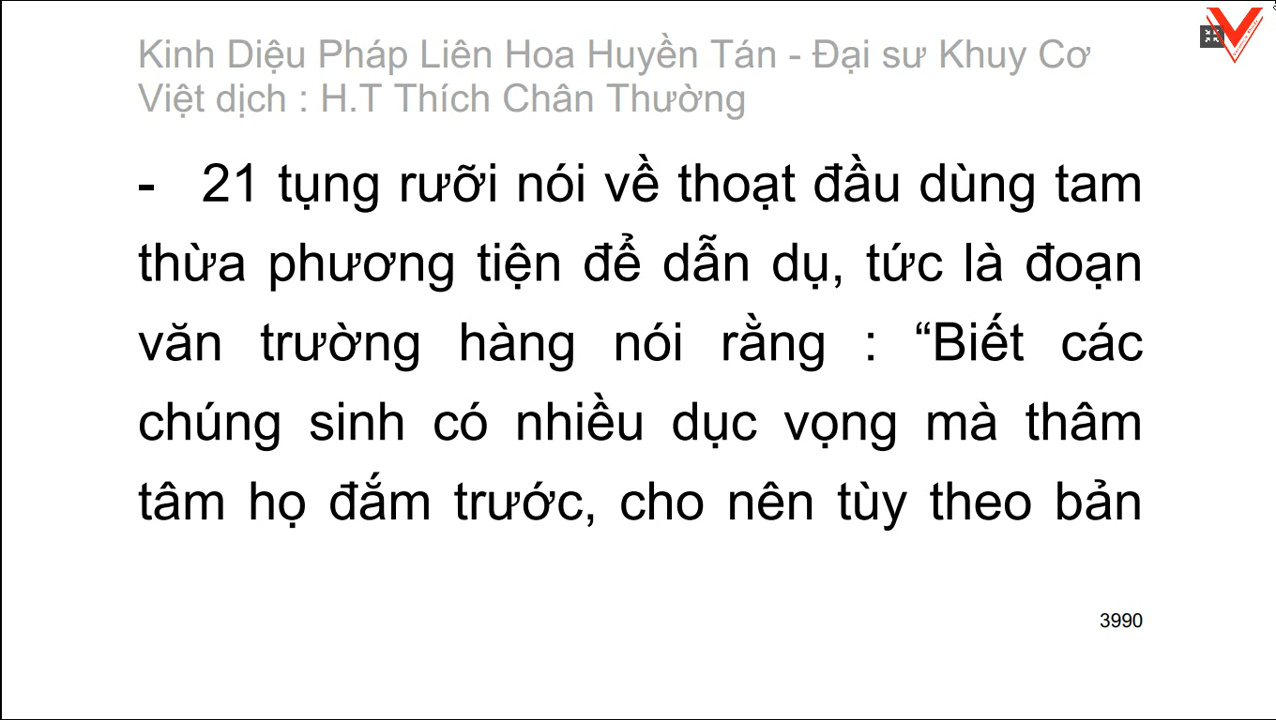 Kinh Diệu Pháp Liên Hoa Huyền Tán - Đại sư Khuy Cơ
Việt dịch : H.T Thích Chân Thường
- 21 tụng rưỡi nói về thoạt đầu dùng tam
thừa phương tiện để dẫn dụ, tức là đoạn
văn trường hàng nói rằng : “Biết các
chúng sinh có nhiều dục vọng mà thâm
tâm họ đắm trước, cho nên tùy theo bản
3990